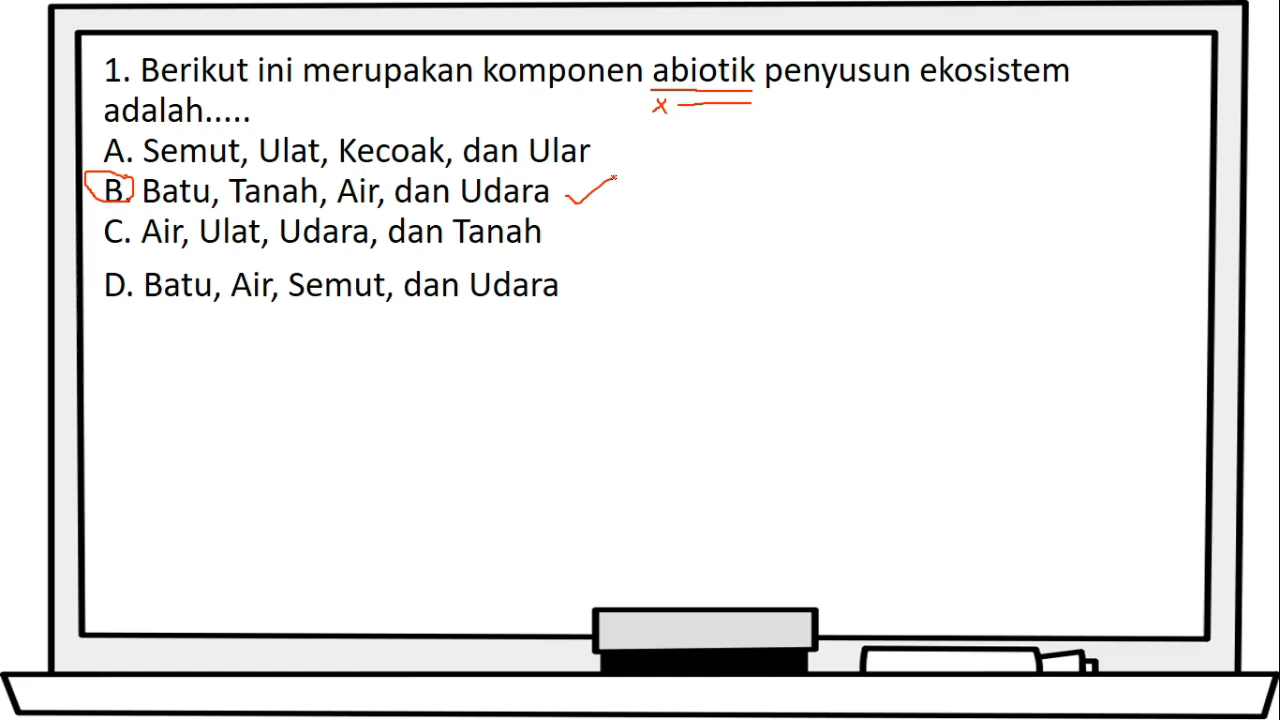 1. Berikut ini merupakan komponen abiotik penyusun ekosistem
adalah.....
A. Semut, Ulat, Kecoak, dan Ular
B. Batu, Tanah, Air, dan Udara
C. Air, Ulat, Udara, dan Tanah
D. Batu, Air, Semut, dan Udara